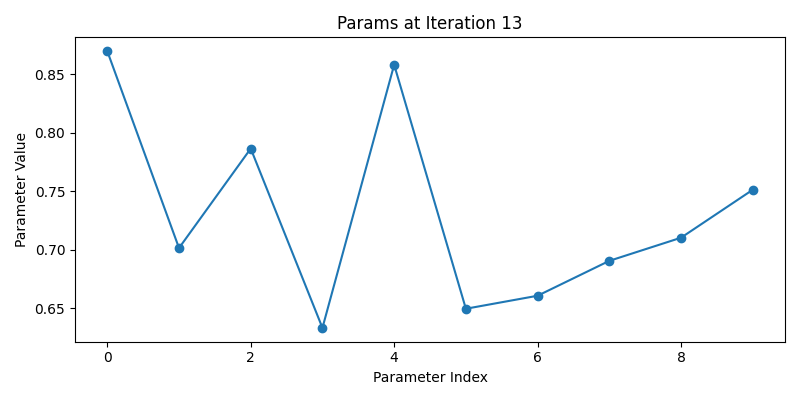 Params at Iteration 13
0.85
0.80
0.75
0.70
0.65
Parameter Value
0 2 4 6 8
Parameter Index